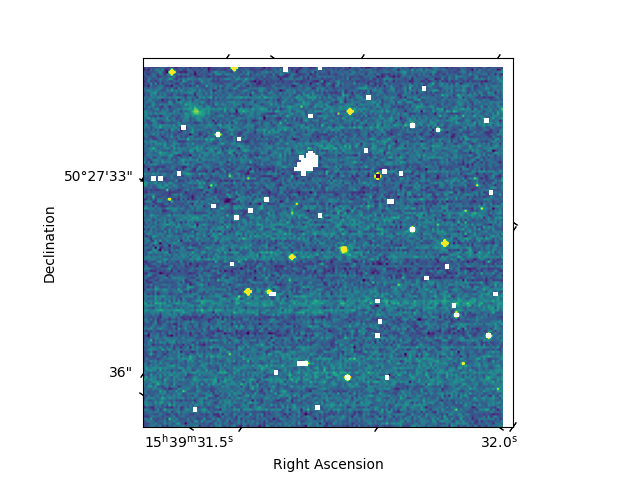 50°27'33"
Declination
36"
15ʰ39ᵐ31.5ˢ 32.0ˢ
Right Ascension